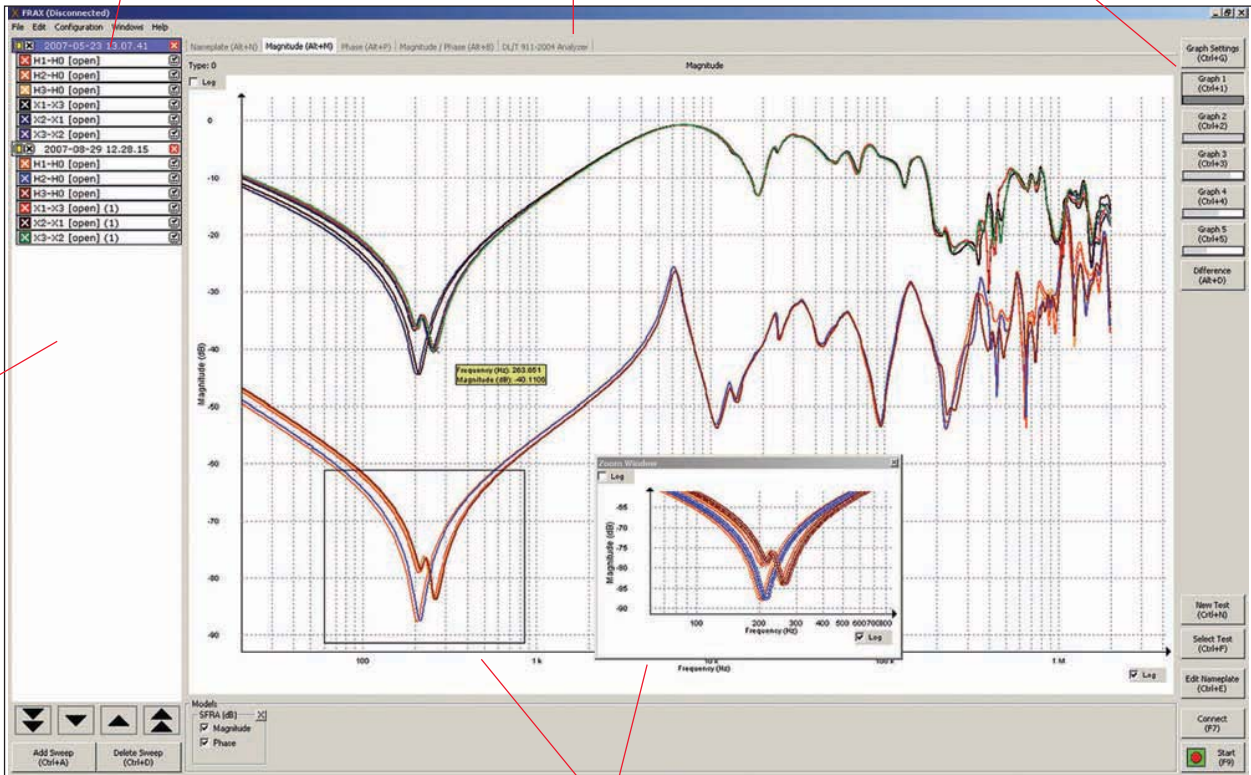 FRAX (Disconnected)
File Edit Configuration Windows Help
2007-05-23 13.07.41
H1-H0 [open]
H2-H0 [open]
H3-H0 [open]
X1-X3 [open]
X2-X1 [open]
X3-X2 [open]
2007-08-29 12.28.15
H1-H0 [open]
H2-H0 [open]
H3-H0 [open]
X1-X3 [open] (1)
X2-X1 [open] (1)
X3-X2 [open] (1)
Add Sweep
(Ctrl+A)
Delete Sweep
(Ctrl+D)
Nameplate (Alt+N) Magnitude (Alt+M) Phase (Alt+P) Magnitude / Phase (Alt+B) DL/T 911-2004 Analyzer
Type: 0
Magnitude
Log
0
-10
-20
-30
-40
-50
-60
-70
-80
-90
Magnitude (dB)
Frequency (Hz): 263.651
Magnitude (dB): -40.1106
100
1 k
10 k
100 k
1 M
Frequency (Hz)
Log
Zoom Window
Log
-65
-70
-75
-80
-85
-90
Magnitude (dB)
100 200 300 400 500 600 700 800
Frequency (Hz)
Log
Models
SFRA (dB)
Magnitude
Phase
Graph Settings
(Ctrl+G)
Graph 1
(Ctrl+1)
Graph 2
(Ctrl+2)
Graph 3
(Ctrl+3)
Graph 4
(Ctrl+4)
Graph 5
(Ctrl+5)
Difference
(Alt+D)
New Test
(Crtl+N)
Select Test
(Ctrl+F)
Edit Nameplate
(Ctrl+E)
Connect
(F7)
Start
(F9)